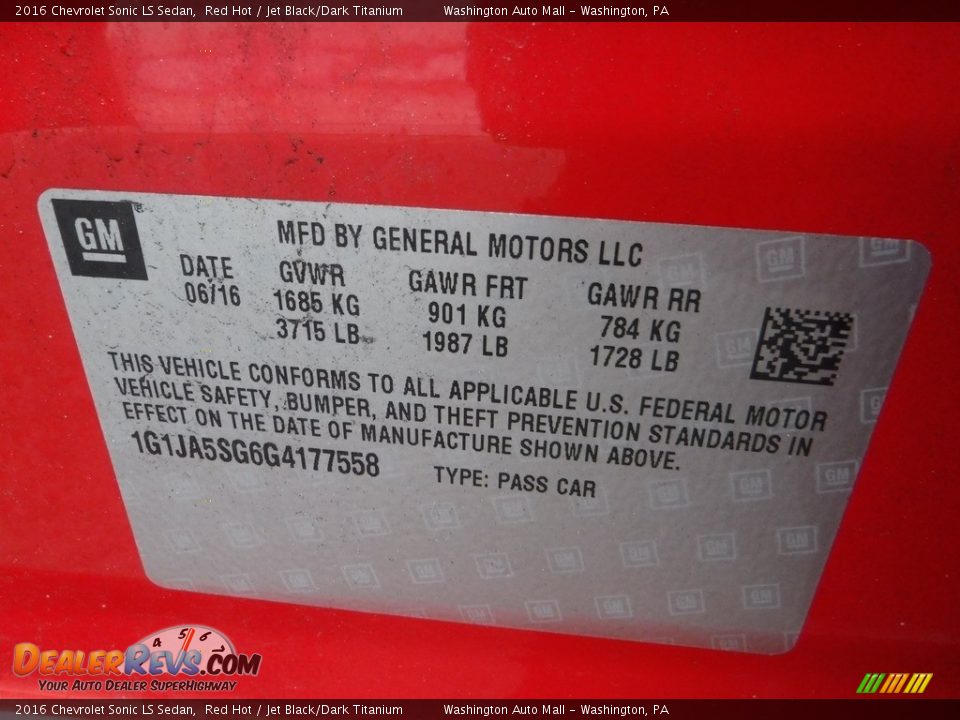 2016 Chevrolet Sonic LS Sedan,  Red Hot / Jet Black/Dark Titanium    Washington Auto Mall - Washington, PA
GM
MFD BY GENERAL MOTORS LLC
DATE GVWR GAWR FRT GAWR RR
06/16 1685 KG 901 KG 784 KG
3715 LB 1987 LB 1728 LB
THIS VEHICLE CONFORMS TO ALL APPLICABLE U.S. FEDERAL MOTOR
VEHICLE SAFETY, BUMPER, AND THEFT PREVENTION STANDARDS IN
EFFECT ON THE DATE OF MANUFACTURE SHOWN ABOVE.
1G1JA5SG6G4177558 TYPE: PASS CAR
4 5 6
DealerRevs.com
Your Auto Dealer SuperHighway
2016 Chevrolet Sonic LS Sedan,  Red Hot / Jet Black/Dark Titanium    Washington Auto Mall - Washington, PA